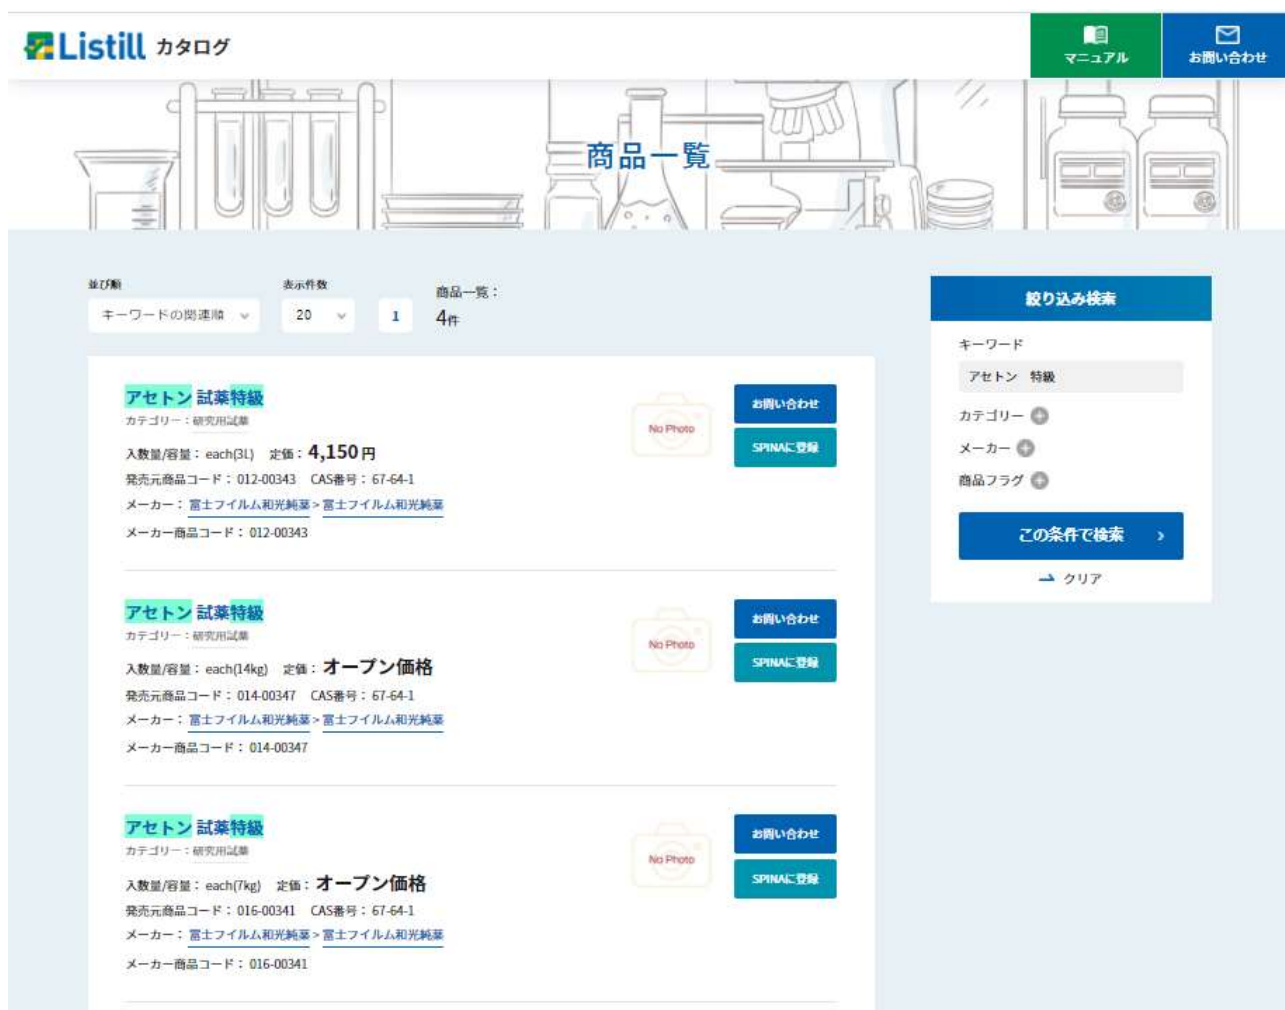 Listill カタログ
マニュアル
お問い合わせ
商品一覧
並び順
表示件数
商品一覧：
キーワードの関連順
20
1
4件
アセトン 試薬特級
カテゴリー：研究用試薬
入数量/容量： each(3L) 定価： 4,150 円
発売元商品コード： 012-00343 CAS番号： 67-64-1
メーカー： 富士フイルム和光純薬 > 富士フイルム和光純薬
メーカー商品コード： 012-00343
No Photo
お問い合わせ
SPINAに登録
アセトン 試薬特級
カテゴリー：研究用試薬
入数量/容量： each(14kg) 定価： オープン価格
発売元商品コード： 014-00347 CAS番号： 67-64-1
メーカー： 富士フイルム和光純薬 > 富士フイルム和光純薬
メーカー商品コード： 014-00347
No Photo
お問い合わせ
SPINAに登録
アセトン 試薬特級
カテゴリー：研究用試薬
入数量/容量： each(7kg) 定価： オープン価格
発売元商品コード： 016-00341 CAS番号： 67-64-1
メーカー： 富士フイルム和光純薬 > 富士フイルム和光純薬
メーカー商品コード： 016-00341
No Photo
お問い合わせ
SPINAに登録
絞り込み検索
キーワード
アセトン　特級
カテゴリー
メーカー
商品フラグ
この条件で検索
クリア